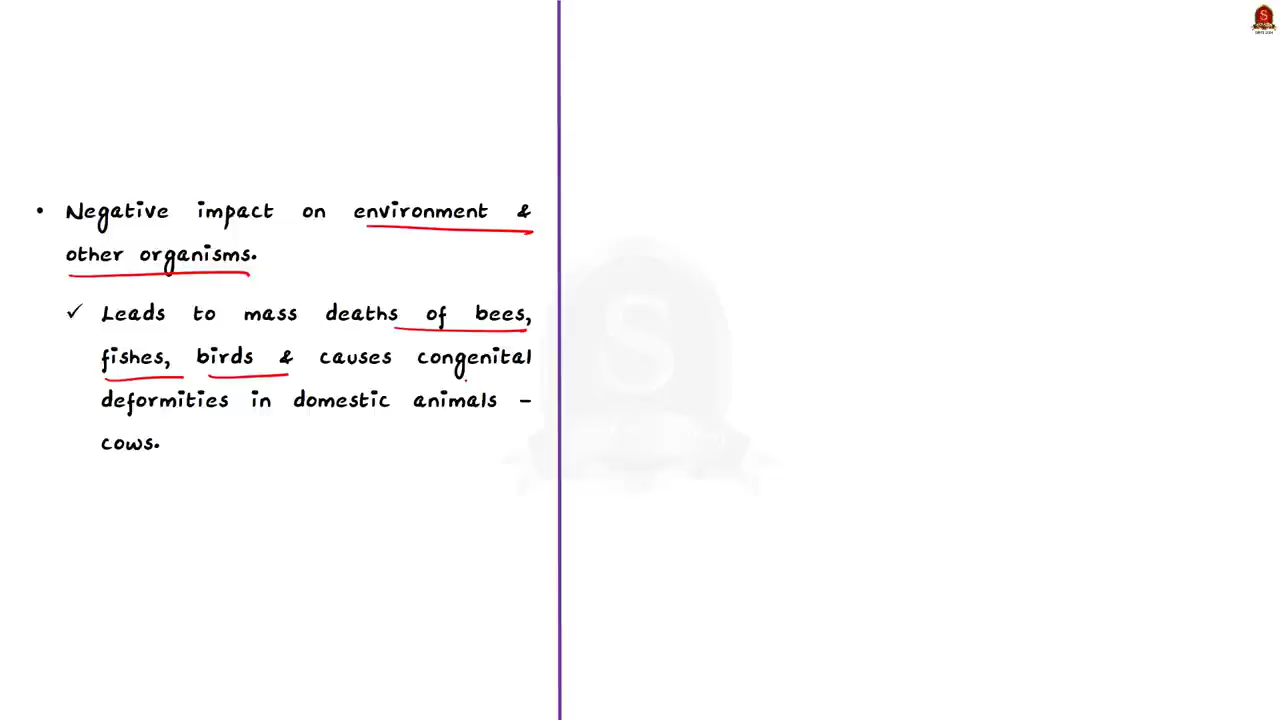 • Negative impact on environment &
other organisms.
✓ Leads to mass deaths of bees,
fishes, birds & causes congenital
deformities in domestic animals –
cows.
S
S